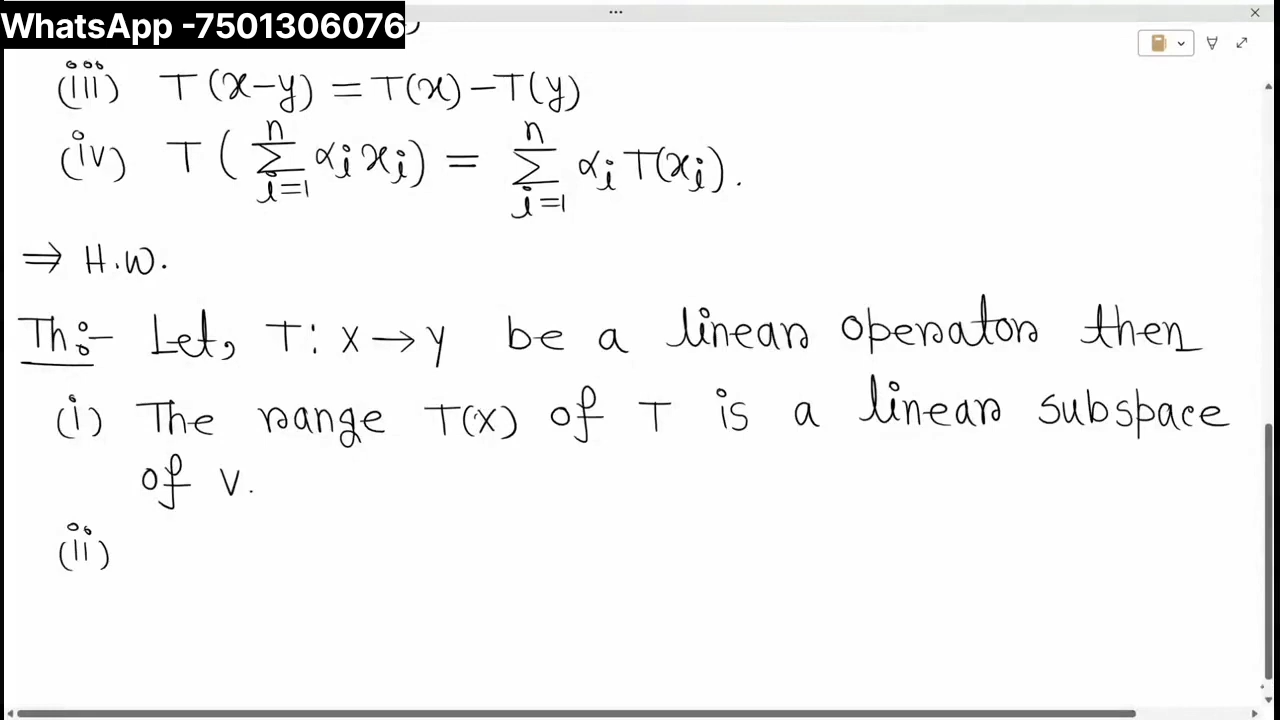 WhatsApp -7501306076
(iii) T(x-y) = T(x) - T(y)
(iv) T(∑_{i=1}^{n} α_i x_i) = ∑_{i=1}^{n} α_i T(x_i).
⇒ H.W.
Th:- Let, T: X → Y be a linear operator then
(i) The range T(X) of T is a linear subspace
of V.
(ii)